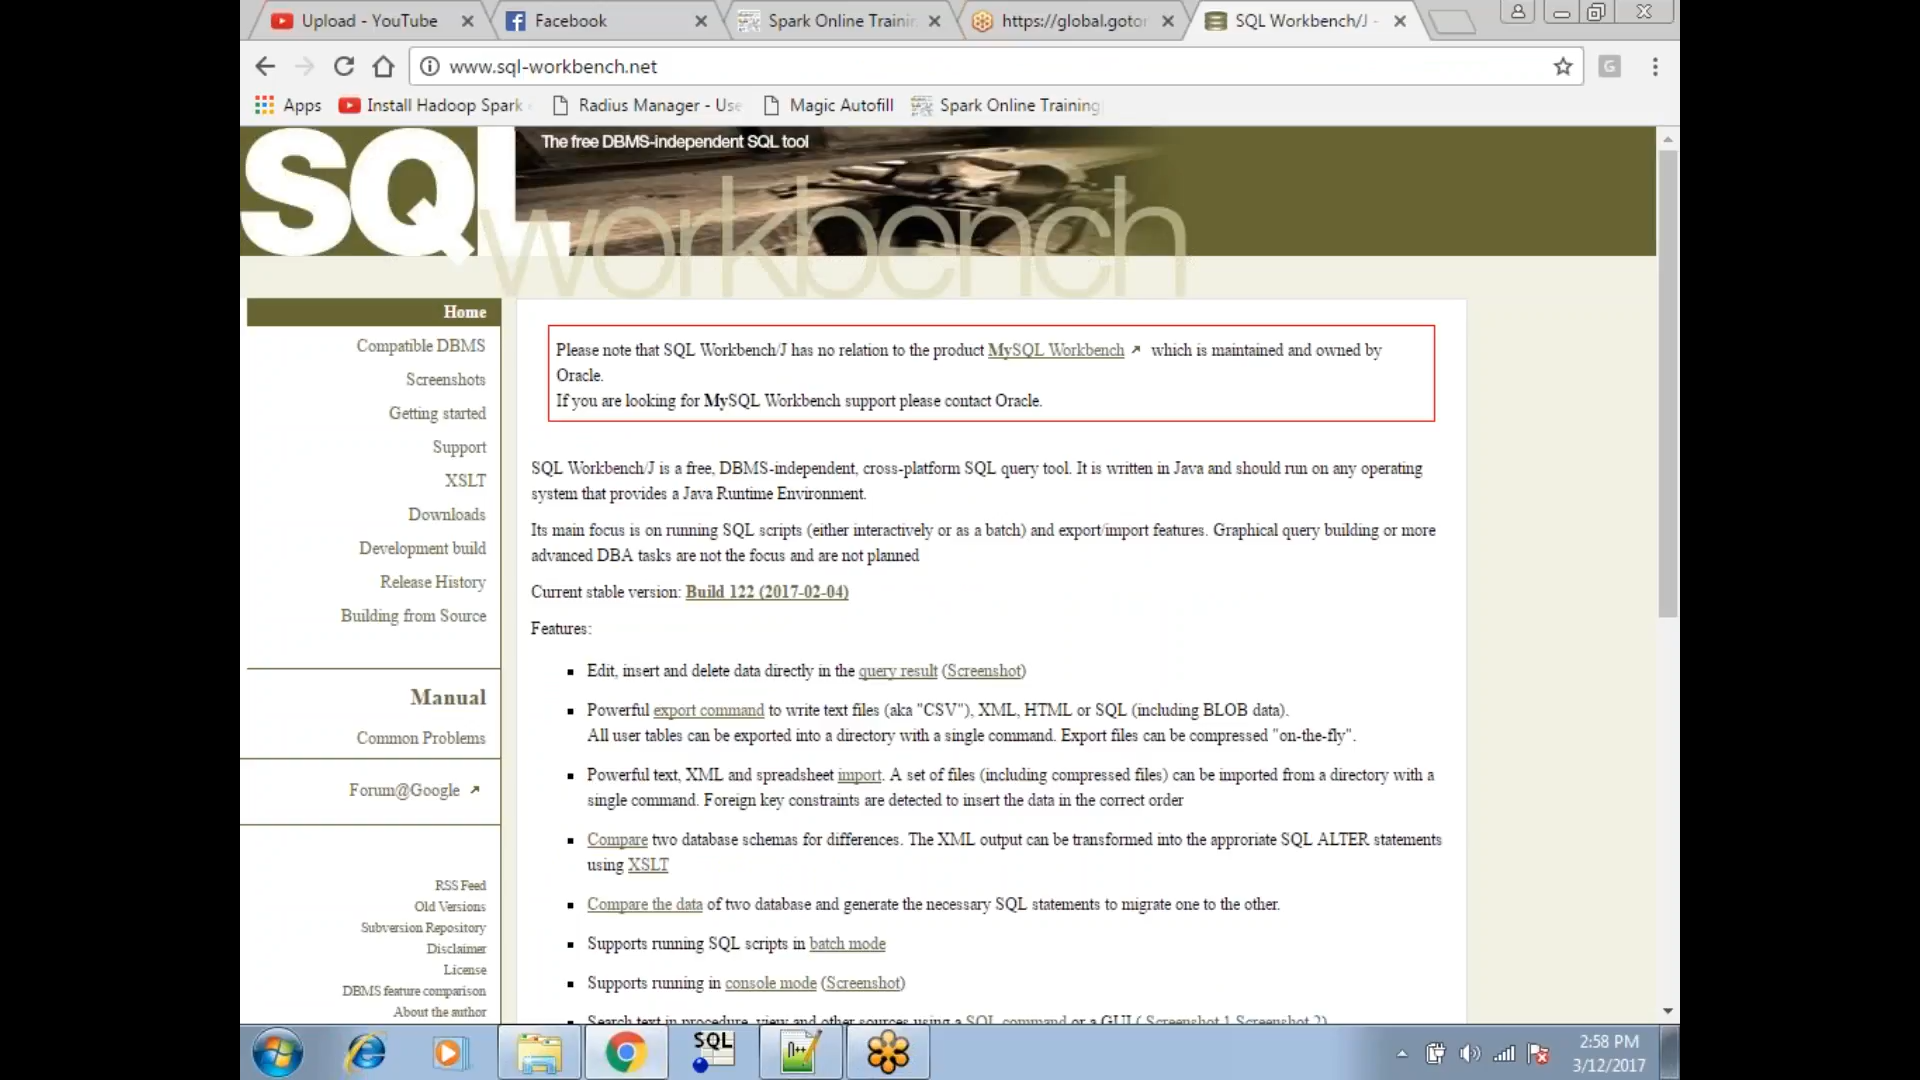 Upload - YouTube
Facebook
Spark Online Trainin
https://global.gotor
SQL Workbench/J -
www.sql-workbench.net
Apps
Install Hadoop Spark
Radius Manager - Use
Magic Autofill
Spark Online Training
SQL
workbench
The free DBMS-independent SQL tool
Home
Compatible DBMS
Screenshots
Getting started
Support
XSLT
Downloads
Development build
Release History
Building from Source
Manual
Common Problems
Forum@Google
RSS Feed
Old Versions
Subversion Repository
Disclaimer
License
DBMS feature comparison
About the author
Please note that SQL Workbench/J has no relation to the product MySQL Workbench which is maintained and owned by
Oracle.
If you are looking for MySQL Workbench support please contact Oracle.
SQL Workbench/J is a free, DBMS-independent, cross-platform SQL query tool. It is written in Java and should run on any operating
system that provides a Java Runtime Environment.
Its main focus is on running SQL scripts (either interactively or as a batch) and export/import features. Graphical query building or more
advanced DBA tasks are not the focus and are not planned
Current stable version: Build 122 (2017-02-04)
Features:
Edit, insert and delete data directly in the query result (Screenshot)
Powerful export command to write text files (aka "CSV"), XML, HTML or SQL (including BLOB data).
All user tables can be exported into a directory with a single command. Export files can be compressed "on-the-fly".
Powerful text, XML and spreadsheet import. A set of files (including compressed files) can be imported from a directory with a
single command. Foreign key constraints are detected to insert the data in the correct order
Compare two database schemas for differences. The XML output can be transformed into the approriate SQL ALTER statements
using XSLT
Compare the data of two database and generate the necessary SQL statements to migrate one to the other.
Supports running SQL scripts in batch mode
Supports running in console mode (Screenshot)
Search text in procedure, view and other sources using a SQL command or a GUI ( Screenshot 1 Screenshot 2)
SQL
2:58 PM
3/12/2017